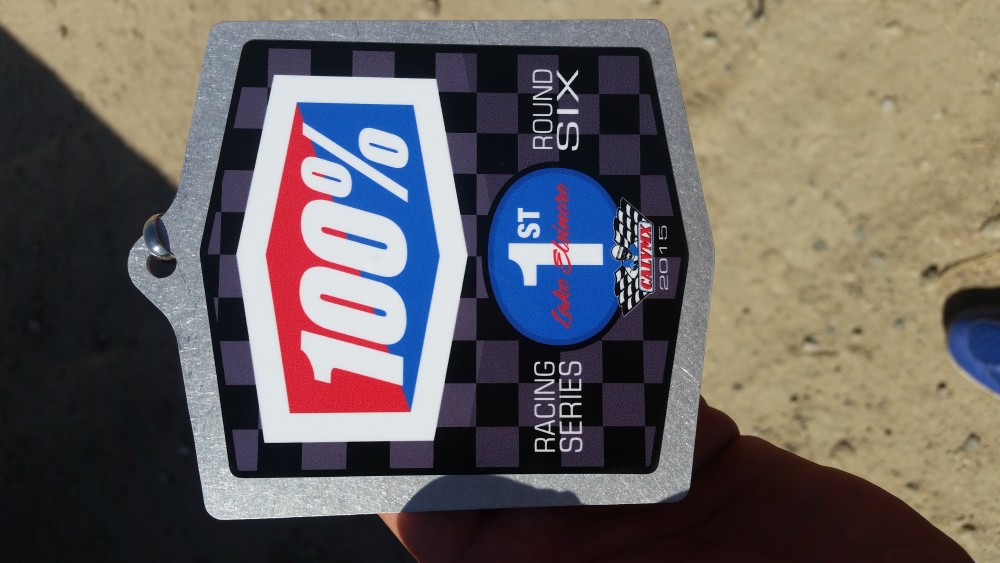 100%
RACING
SERIES
1ST
Lake Elsinore
ROUND
SIX
CALVMX
2015